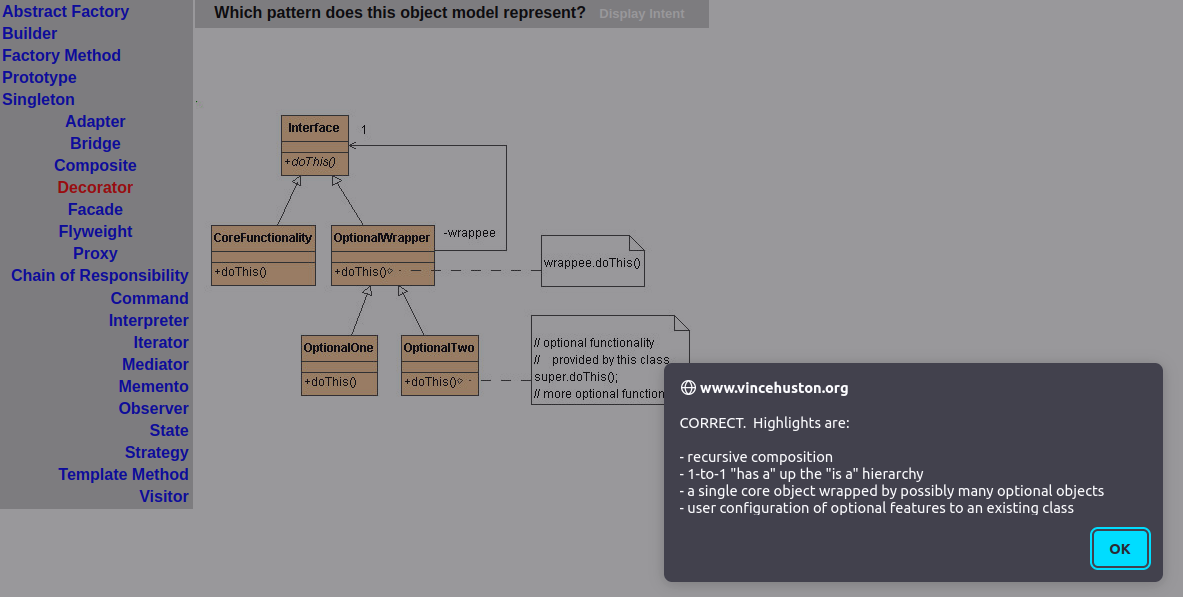 Abstract Factory
Builder
Factory Method
Prototype
Singleton
Adapter
Bridge
Composite
Decorator
Facade
Flyweight
Proxy
Chain of Responsibility
Command
Interpreter
Iterator
Mediator
Memento
Observer
State
Strategy
Template Method
Visitor
Which pattern does this object model represent? Display Intent
Interface
1
+doThis()
CoreFunctionality
+doThis()
OptionalWrapper
+doThis()
-wrappee
wrappee.doThis()
OptionalOne
+doThis()
OptionalTwo
+doThis()
// optional functionality
// provided by this class
super.doThis();
// more optional function
www.vincehuston.org
CORRECT. Highlights are:
- recursive composition
- 1-to-1 "has a" up the "is a" hierarchy
- a single core object wrapped by possibly many optional objects
- user configuration of optional features to an existing class
OK